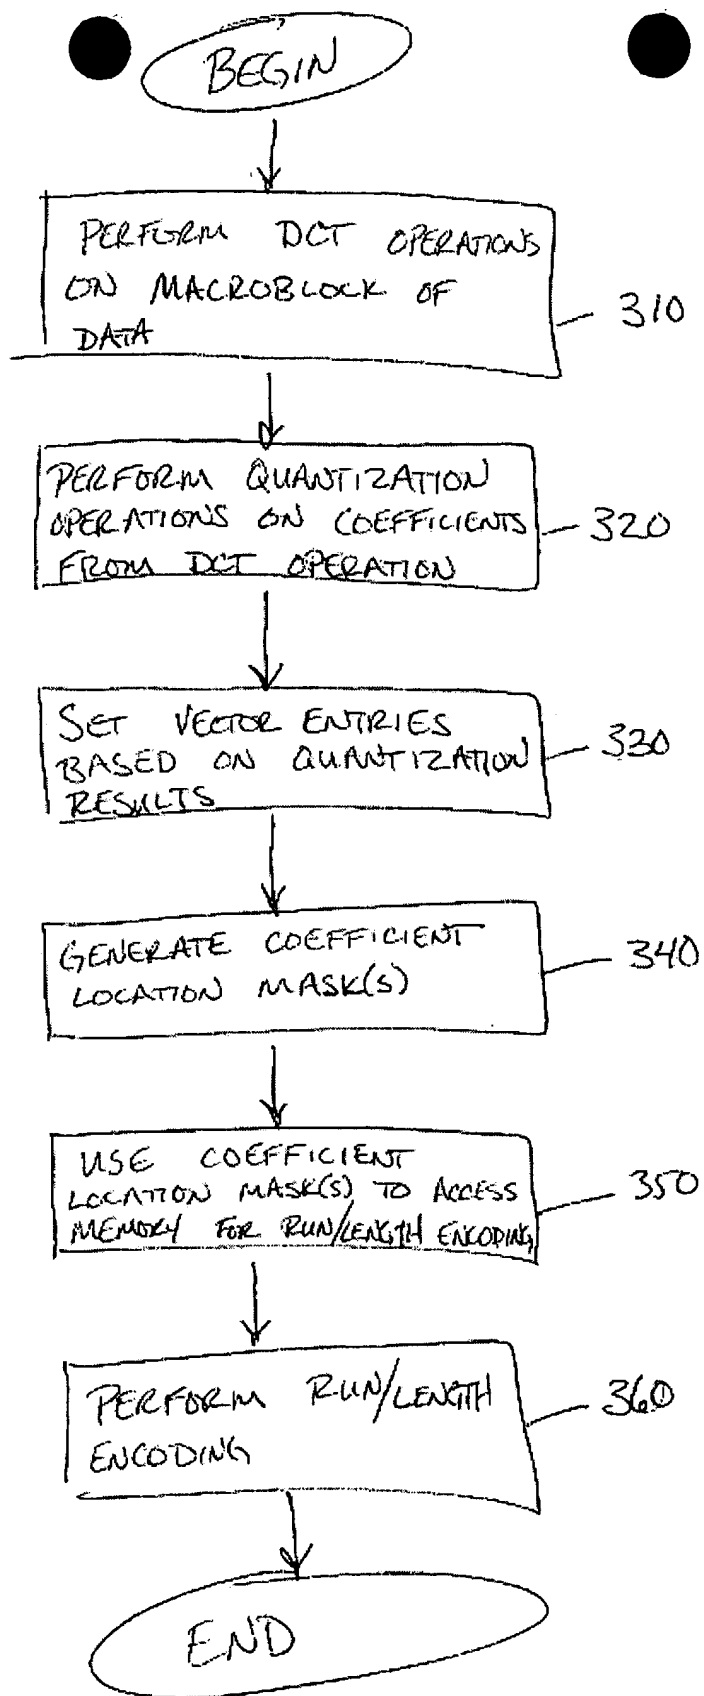 BEGIN
PERFORM DCT OPERATIONS
ON MACROBLOCK OF
DATA
310
PERFORM QUANTIZATION
OPERATIONS ON COEFFICIENTS
FROM DCT OPERATION
320
SET VECTOR ENTRIES
BASED ON QUANTIZATION
RESULTS
330
GENERATE COEFFICIENT
LOCATION MASK(S)
340
USE COEFFICIENT
LOCATION MASK(S) TO ACCESS
MEMORY FOR RUN/LENGTH ENCODING
350
PERFORM RUN/LENGTH
ENCODING
360
END